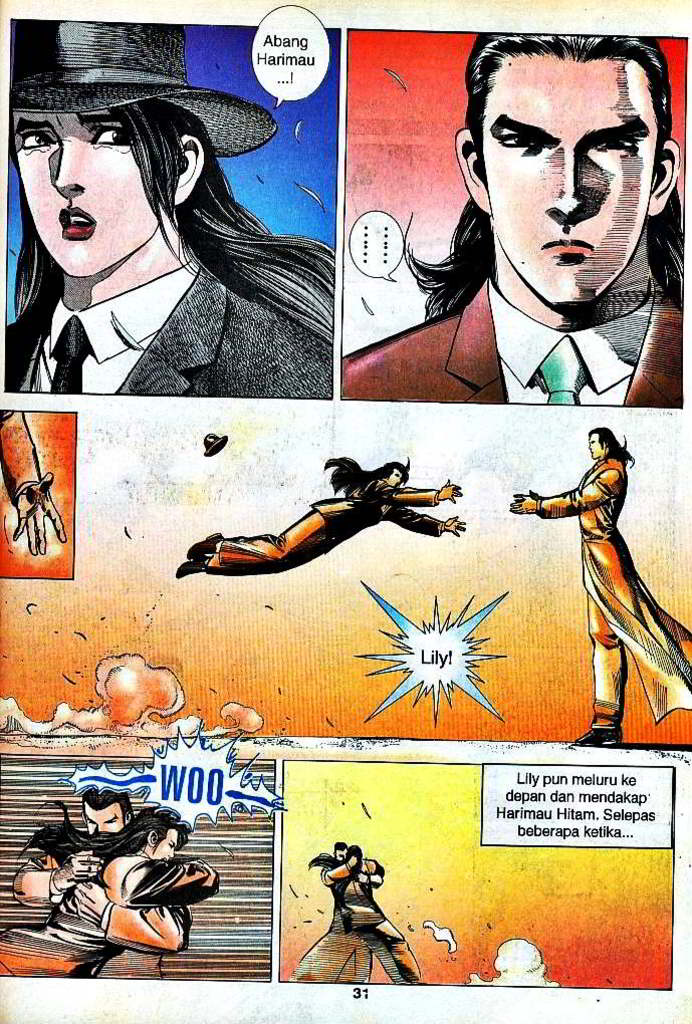 Abang
Harimau
...!
Lily!
WOO
Lily pun meluru ke
depan dan mendakap
Harimau Hitam. Selepas
beberapa ketika...
31